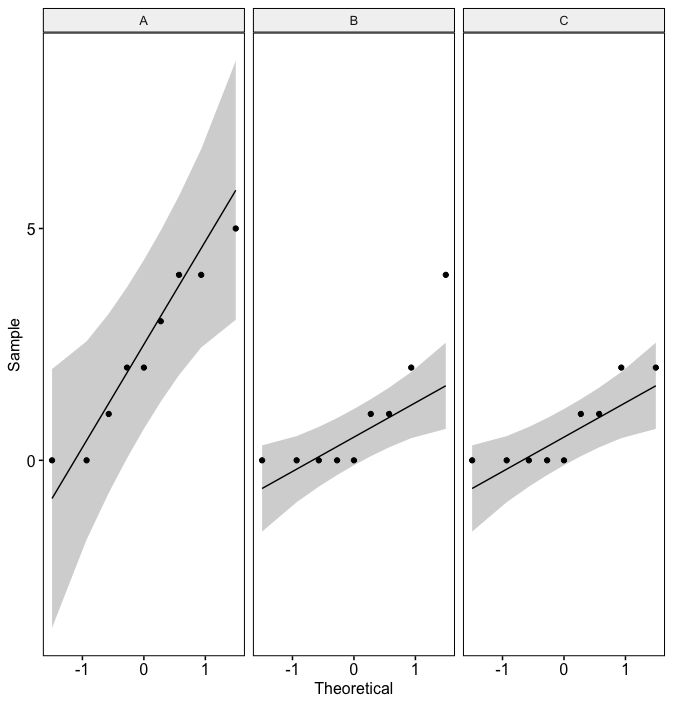 A B C
Sample
5
0
-1 0 1 -1 0 1 -1 0 1
Theoretical